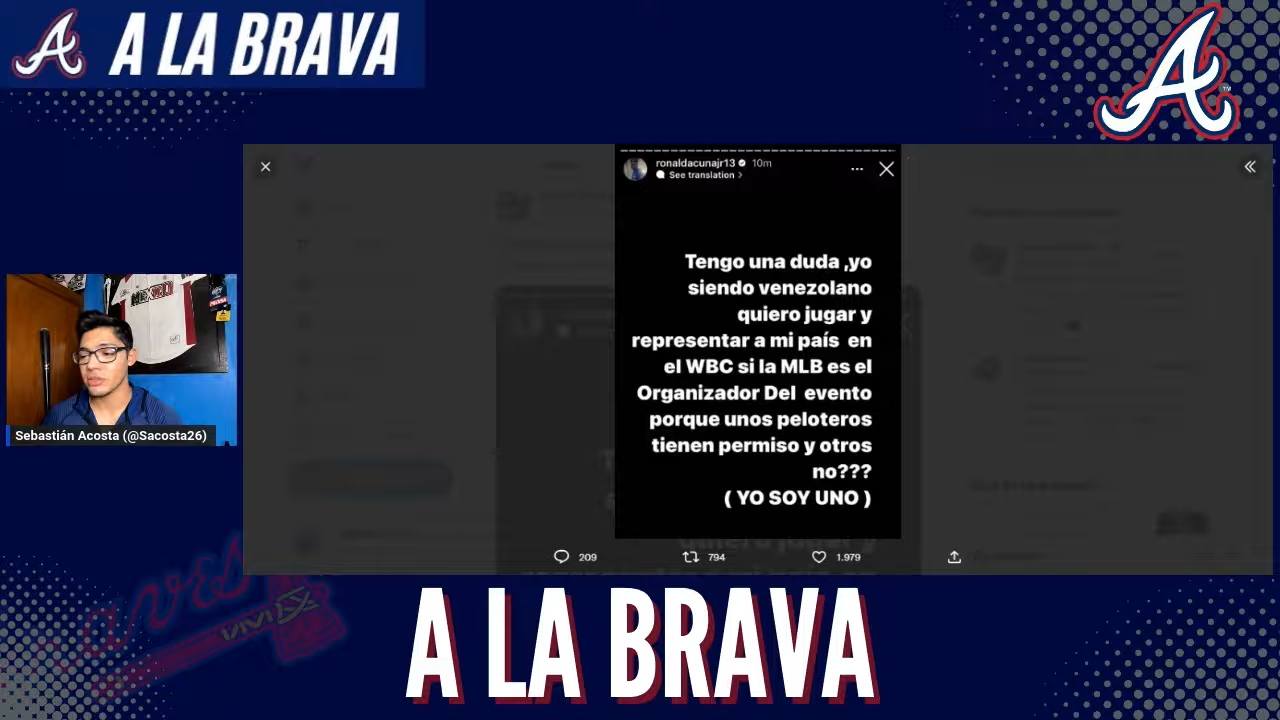 A LA BRAVA
ronaldacunajr13 10m
See translation >
Tengo una duda ,yo
siendo venezolano
quiero jugar y
representar a mi país en
el WBC si la MLB es el
Organizador Del evento
porque unos peloteros
tienen permiso y otros
no???
( YO SOY UNO )
209 794 1.979
Sebastián Acosta (@Sacosta26)
A LA BRAVA